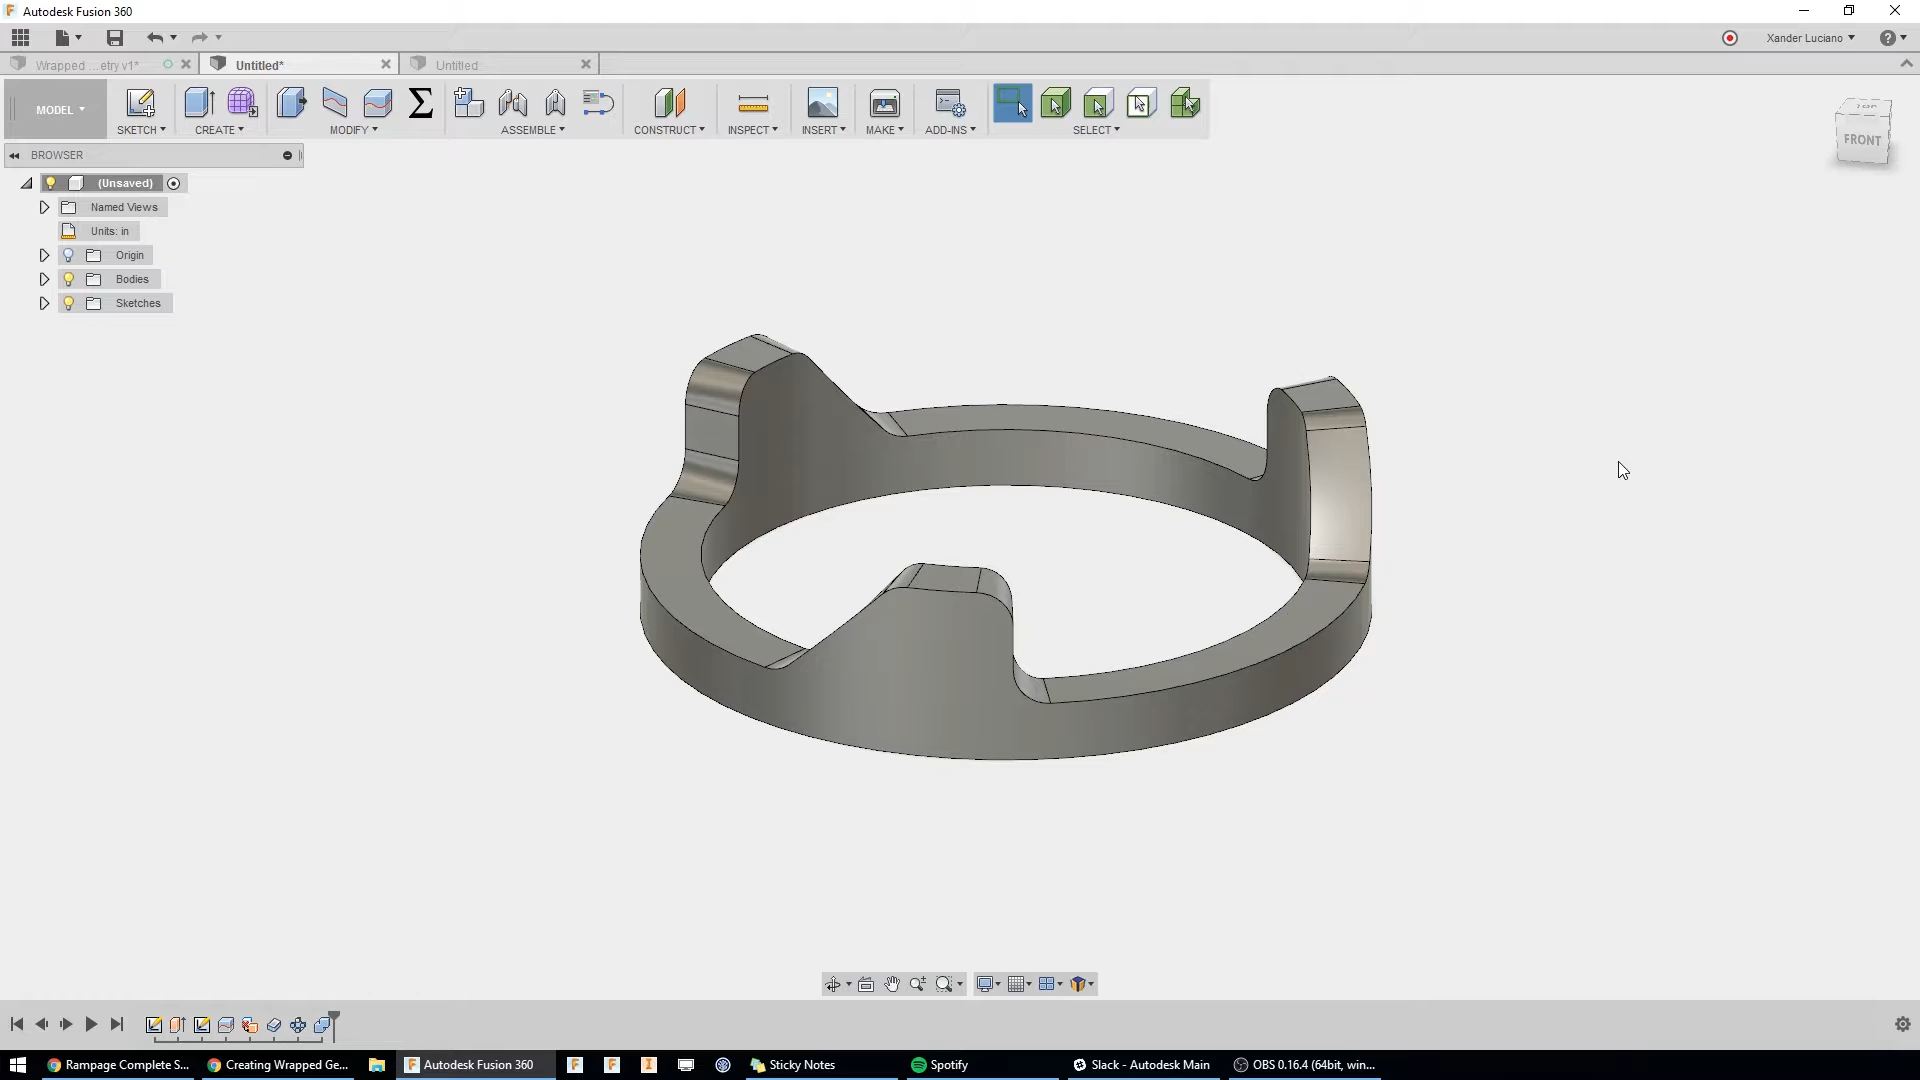 Autodesk Fusion 360
Xander Luciano
Wrapped ...etry v1*
Untitled*
Untitled
MODEL
SKETCH
CREATE
MODIFY
ASSEMBLE
CONSTRUCT
INSPECT
INSERT
MAKE
ADD-INS
SELECT
TOP
FRONT
BROWSER
(Unsaved)
Named Views
Units: in
Origin
Bodies
Sketches
Rampage Complete S...
Creating Wrapped Ge...
Autodesk Fusion 360
Sticky Notes
Spotify
Slack - Autodesk Main
OBS 0.16.4 (64bit, win...